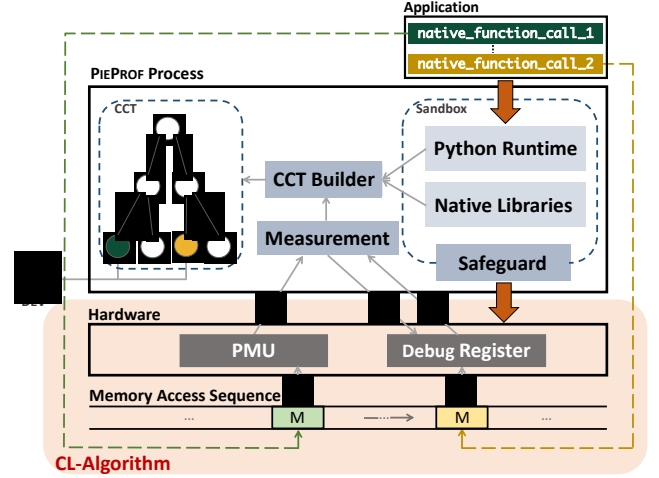 Application
native_function_call_1
native_function_call_2
PIEPROF Process
CCT
Sandbox
Python Runtime
CCT Builder
Native Libraries
Measurement
Safeguard
Hardware
PMU
Debug Register
Memory Access Sequence
... M ... M ...
CL-Algorithm